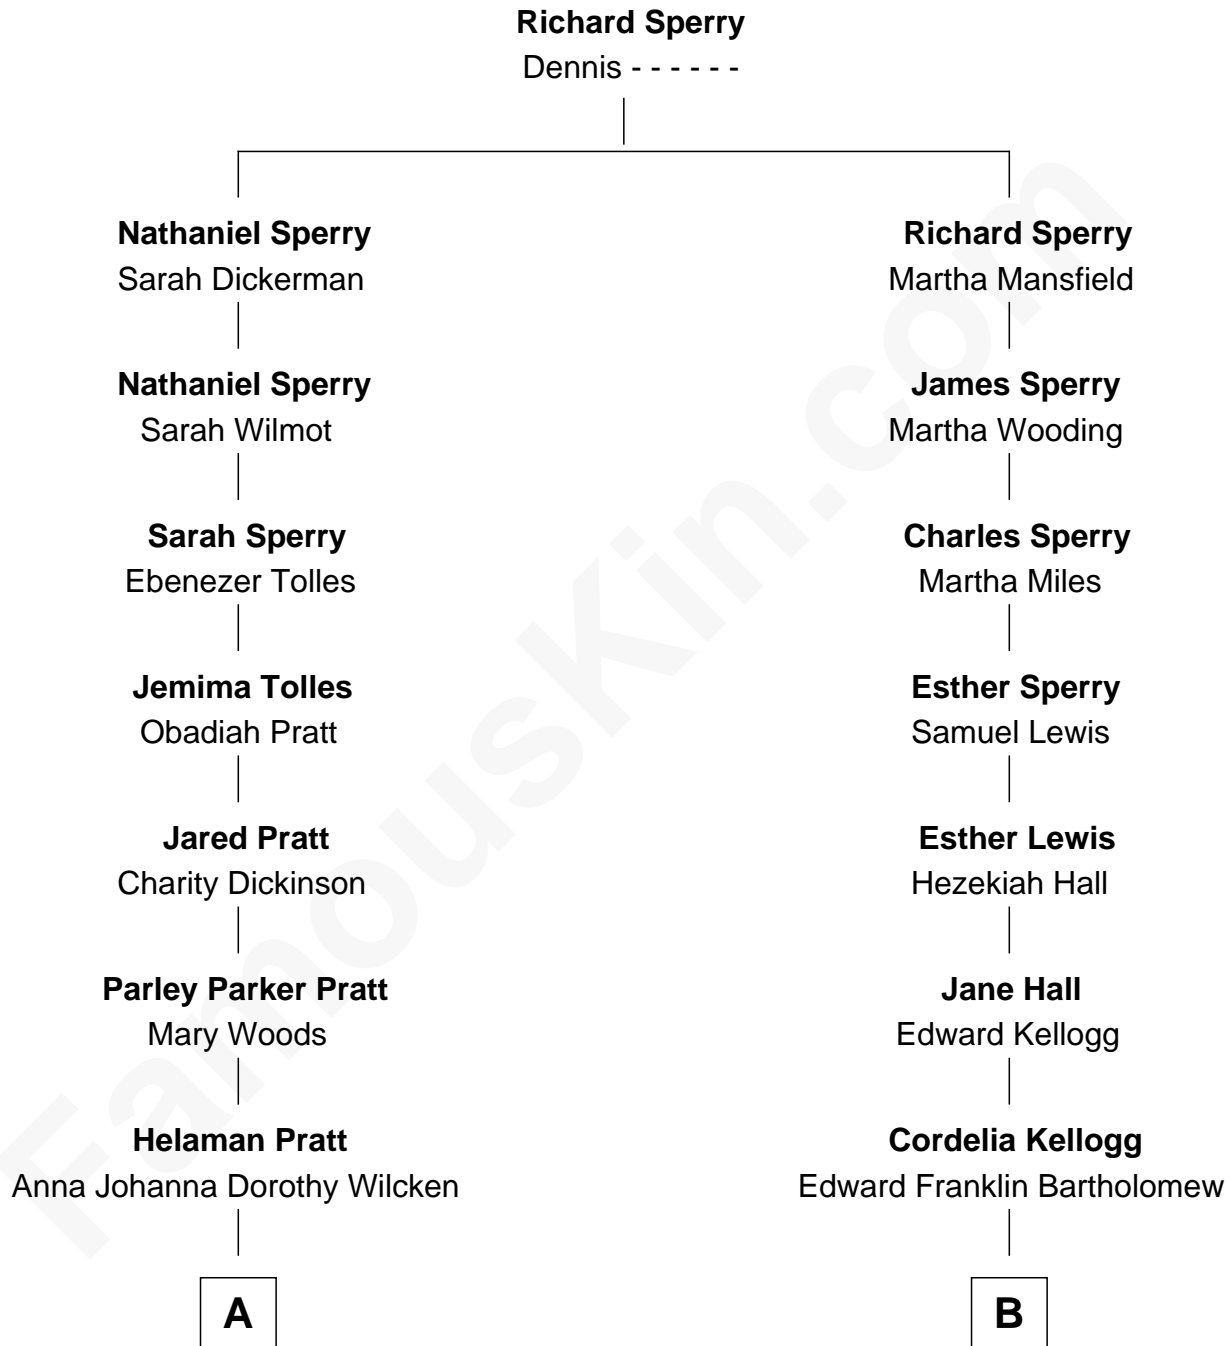 Richard Sperry
Dennis - - - - - -
Nathaniel Sperry
Sarah Dickerman
Richard Sperry
Martha Mansfield
Nathaniel Sperry
Sarah Wilmot
James Sperry
Martha Wooding
Sarah Sperry
Ebenezer Tolles
Charles Sperry
Martha Miles
Jemima Tolles
Obadiah Pratt
Esther Sperry
Samuel Lewis
Jared Pratt
Charity Dickinson
Esther Lewis
Hezekiah Hall
Parley Parker Pratt
Mary Woods
Jane Hall
Edward Kellogg
Helaman Pratt
Anna Johanna Dorothy Wilcken
Cordelia Kellogg
Edward Franklin Bartholomew
A
B
FamousKin.com